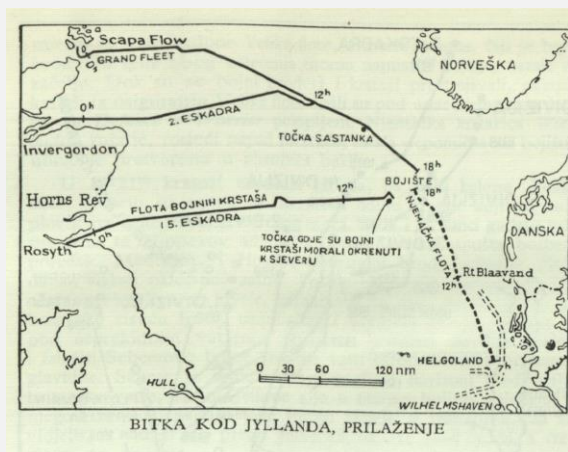 Scapa Flow
GRAND FLEET
0h
NORVEŠKA
12h
0h
2. ESKADRA
TOČKA SASTANKA
Invergordon
18h
BOJIŠTE
18h
Horns Rev
FLOTA BOJNIH KRSTAŠA
12h
I 5. ESKADRA
NJEMAČKA FLOTA
DANSKA
Rosyth
0h
TOČKA GDJE SU BOJNI
KRSTAŠI MORALI OKRENUTI
K SJEVERU
Rt Blaavand
12h
HELGOLAND
HULL
0 30 60 120 nm
WILHELMSHAVEN
BITKA KOD JYLLANDA, PRILAŽENJE